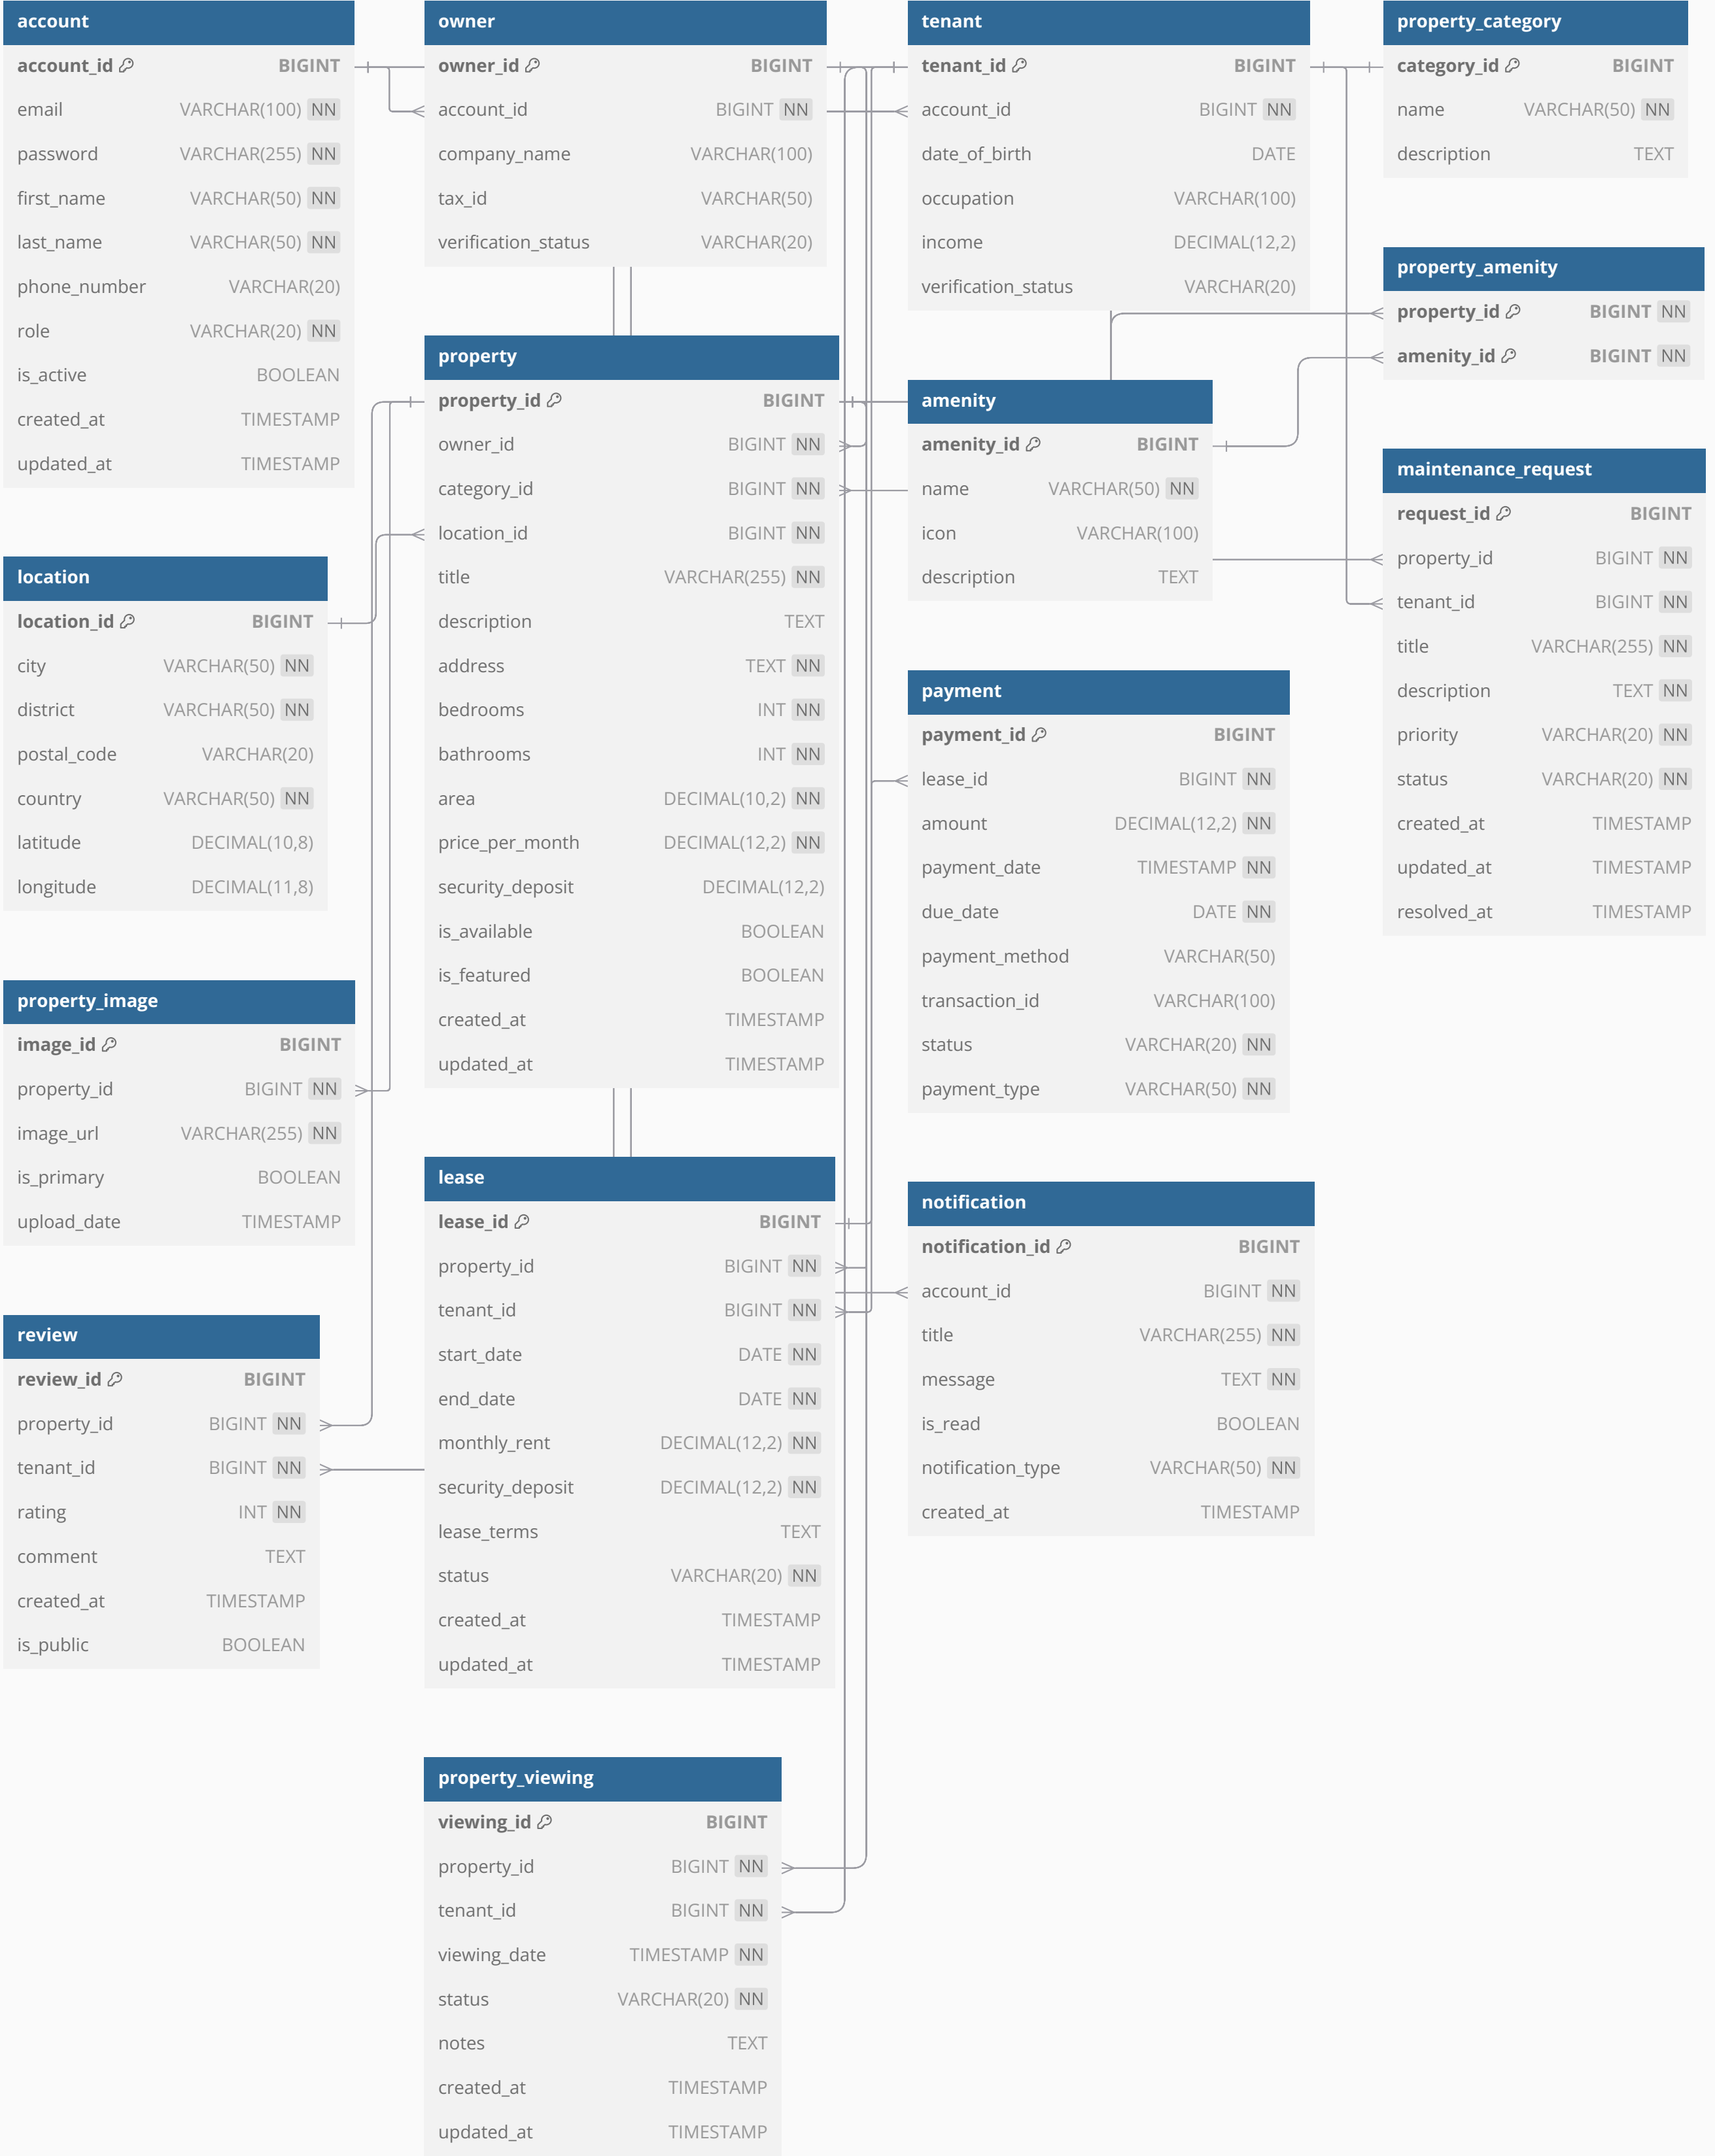 account
account_id BIGINT
email VARCHAR(100) NN
password VARCHAR(255) NN
first_name VARCHAR(50) NN
last_name VARCHAR(50) NN
phone_number VARCHAR(20)
role VARCHAR(20) NN
is_active BOOLEAN
created_at TIMESTAMP
updated_at TIMESTAMP
location
location_id BIGINT
city VARCHAR(50) NN
district VARCHAR(50) NN
postal_code VARCHAR(20)
country VARCHAR(50) NN
latitude DECIMAL(10,8)
longitude DECIMAL(11,8)
property_image
image_id BIGINT
property_id BIGINT NN
image_url VARCHAR(255) NN
is_primary BOOLEAN
upload_date TIMESTAMP
review
review_id BIGINT
property_id BIGINT NN
tenant_id BIGINT NN
rating INT NN
comment TEXT
created_at TIMESTAMP
is_public BOOLEAN
owner
owner_id BIGINT
account_id BIGINT NN
company_name VARCHAR(100)
tax_id VARCHAR(50)
verification_status VARCHAR(20)
property
property_id BIGINT
owner_id BIGINT NN
category_id BIGINT NN
location_id BIGINT NN
title VARCHAR(255) NN
description TEXT
address TEXT NN
bedrooms INT NN
bathrooms INT NN
area DECIMAL(10,2) NN
price_per_month DECIMAL(12,2) NN
security_deposit DECIMAL(12,2)
is_available BOOLEAN
is_featured BOOLEAN
created_at TIMESTAMP
updated_at TIMESTAMP
lease
lease_id BIGINT
property_id BIGINT NN
tenant_id BIGINT NN
start_date DATE NN
end_date DATE NN
monthly_rent DECIMAL(12,2) NN
security_deposit DECIMAL(12,2) NN
lease_terms TEXT
status VARCHAR(20) NN
created_at TIMESTAMP
updated_at TIMESTAMP
property_viewing
viewing_id BIGINT
property_id BIGINT NN
tenant_id BIGINT NN
viewing_date TIMESTAMP NN
status VARCHAR(20) NN
notes TEXT
created_at TIMESTAMP
updated_at TIMESTAMP
tenant
tenant_id BIGINT
account_id BIGINT NN
date_of_birth DATE
occupation VARCHAR(100)
income DECIMAL(12,2)
verification_status VARCHAR(20)
amenity
amenity_id BIGINT
name VARCHAR(50) NN
icon VARCHAR(100)
description TEXT
payment
payment_id BIGINT
lease_id BIGINT NN
amount DECIMAL(12,2) NN
payment_date TIMESTAMP NN
due_date DATE NN
payment_method VARCHAR(50)
transaction_id VARCHAR(100)
status VARCHAR(20) NN
payment_type VARCHAR(50) NN
notification
notification_id BIGINT
account_id BIGINT NN
title VARCHAR(255) NN
message TEXT NN
is_read BOOLEAN
notification_type VARCHAR(50) NN
created_at TIMESTAMP
property_category
category_id BIGINT
name VARCHAR(50) NN
description TEXT
property_amenity
property_id BIGINT NN
amenity_id BIGINT NN
maintenance_request
request_id BIGINT
property_id BIGINT NN
tenant_id BIGINT NN
title VARCHAR(255) NN
description TEXT NN
priority VARCHAR(20) NN
status VARCHAR(20) NN
created_at TIMESTAMP
updated_at TIMESTAMP
resolved_at TIMESTAMP